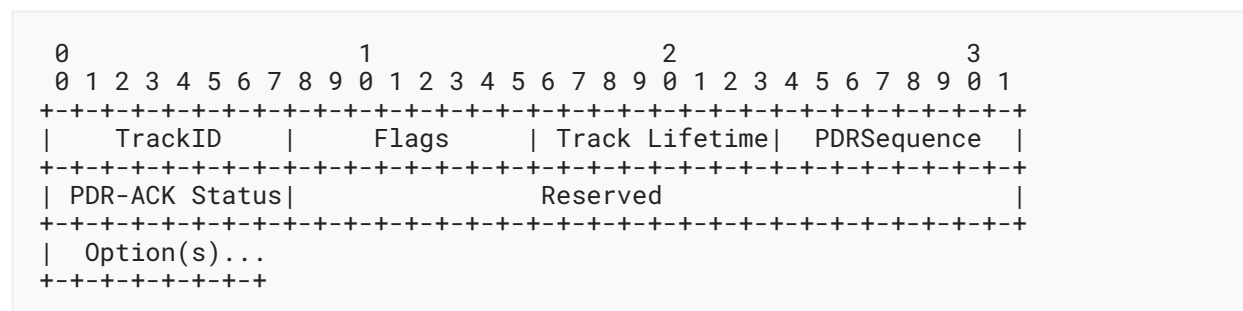 0                   1                   2                   3
 0 1 2 3 4 5 6 7 8 9 0 1 2 3 4 5 6 7 8 9 0 1 2 3 4 5 6 7 8 9 0 1
+-+-+-+-+-+-+-+-+-+-+-+-+-+-+-+-+-+-+-+-+-+-+-+-+-+-+-+-+-+-+-+-+
|    TrackID    |     Flags     | Track Lifetime|  PDRSequence  |
+-+-+-+-+-+-+-+-+-+-+-+-+-+-+-+-+-+-+-+-+-+-+-+-+-+-+-+-+-+-+-+-+
| PDR-ACK Status|                Reserved                       |
+-+-+-+-+-+-+-+-+-+-+-+-+-+-+-+-+-+-+-+-+-+-+-+-+-+-+-+-+-+-+-+-+
|  Option(s)...
+-+-+-+-+-+-+-+